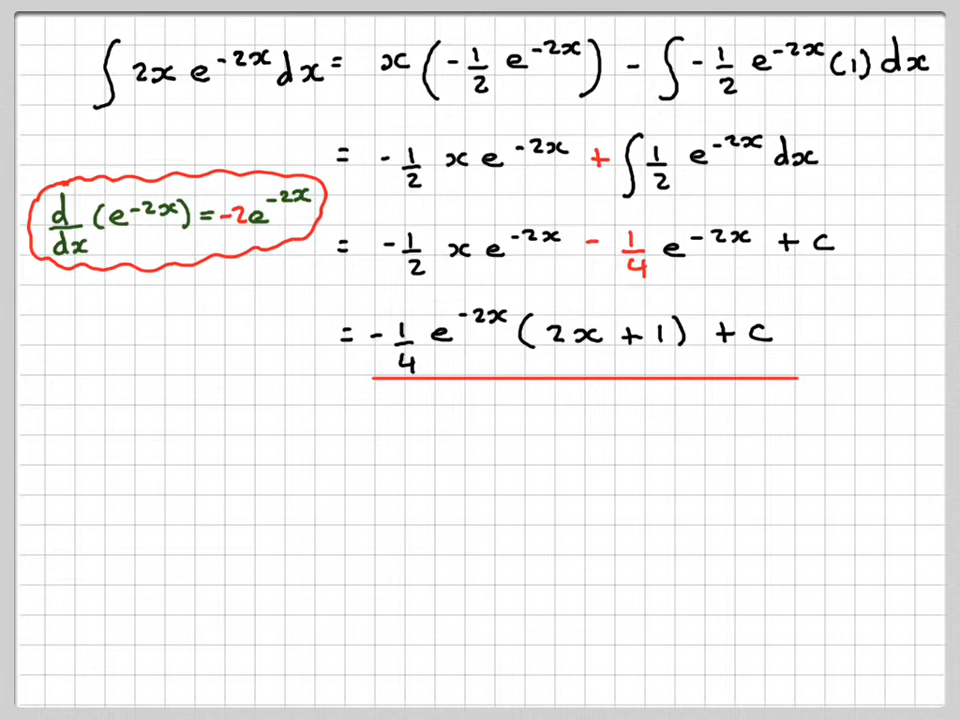 ∫ 2x e^{-2x} dx = x(-1/2 e^{-2x}) - ∫ -1/2 e^{-2x} (1) dx
= -1/2 x e^{-2x} + ∫ 1/2 e^{-2x} dx
d/dx (e^{-2x}) = -2e^{-2x}
= -1/2 x e^{-2x} - 1/4 e^{-2x} + c
= -1/4 e^{-2x} (2x + 1) + c